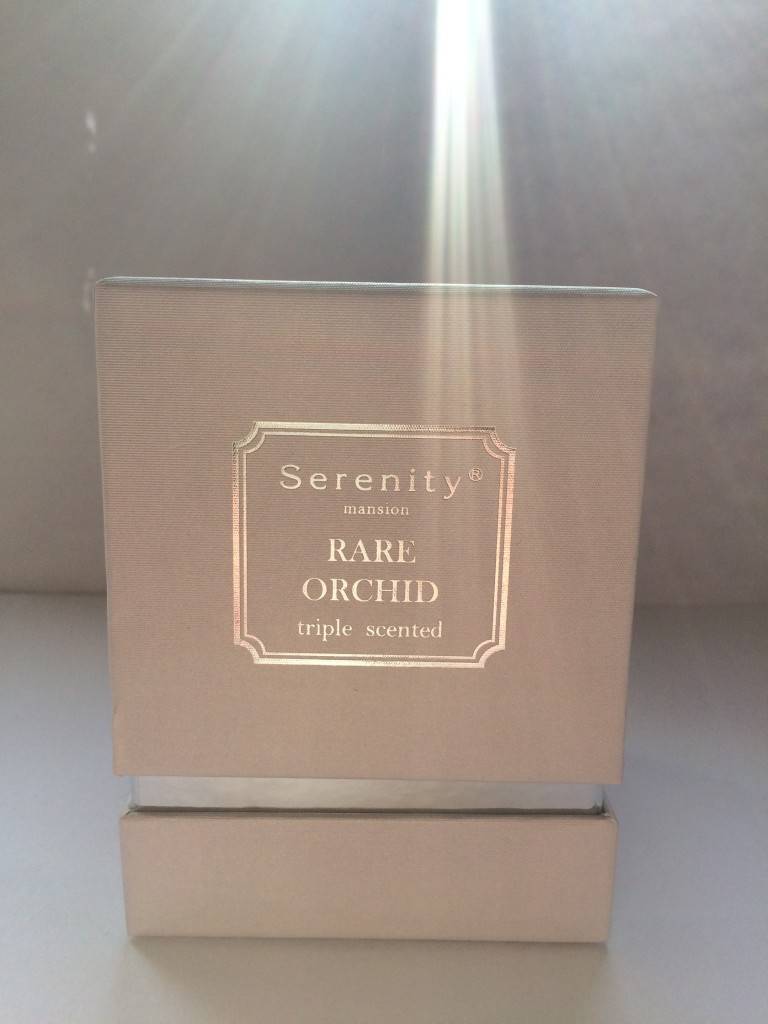 Serenity®
mansion
RARE
ORCHID
triple scented